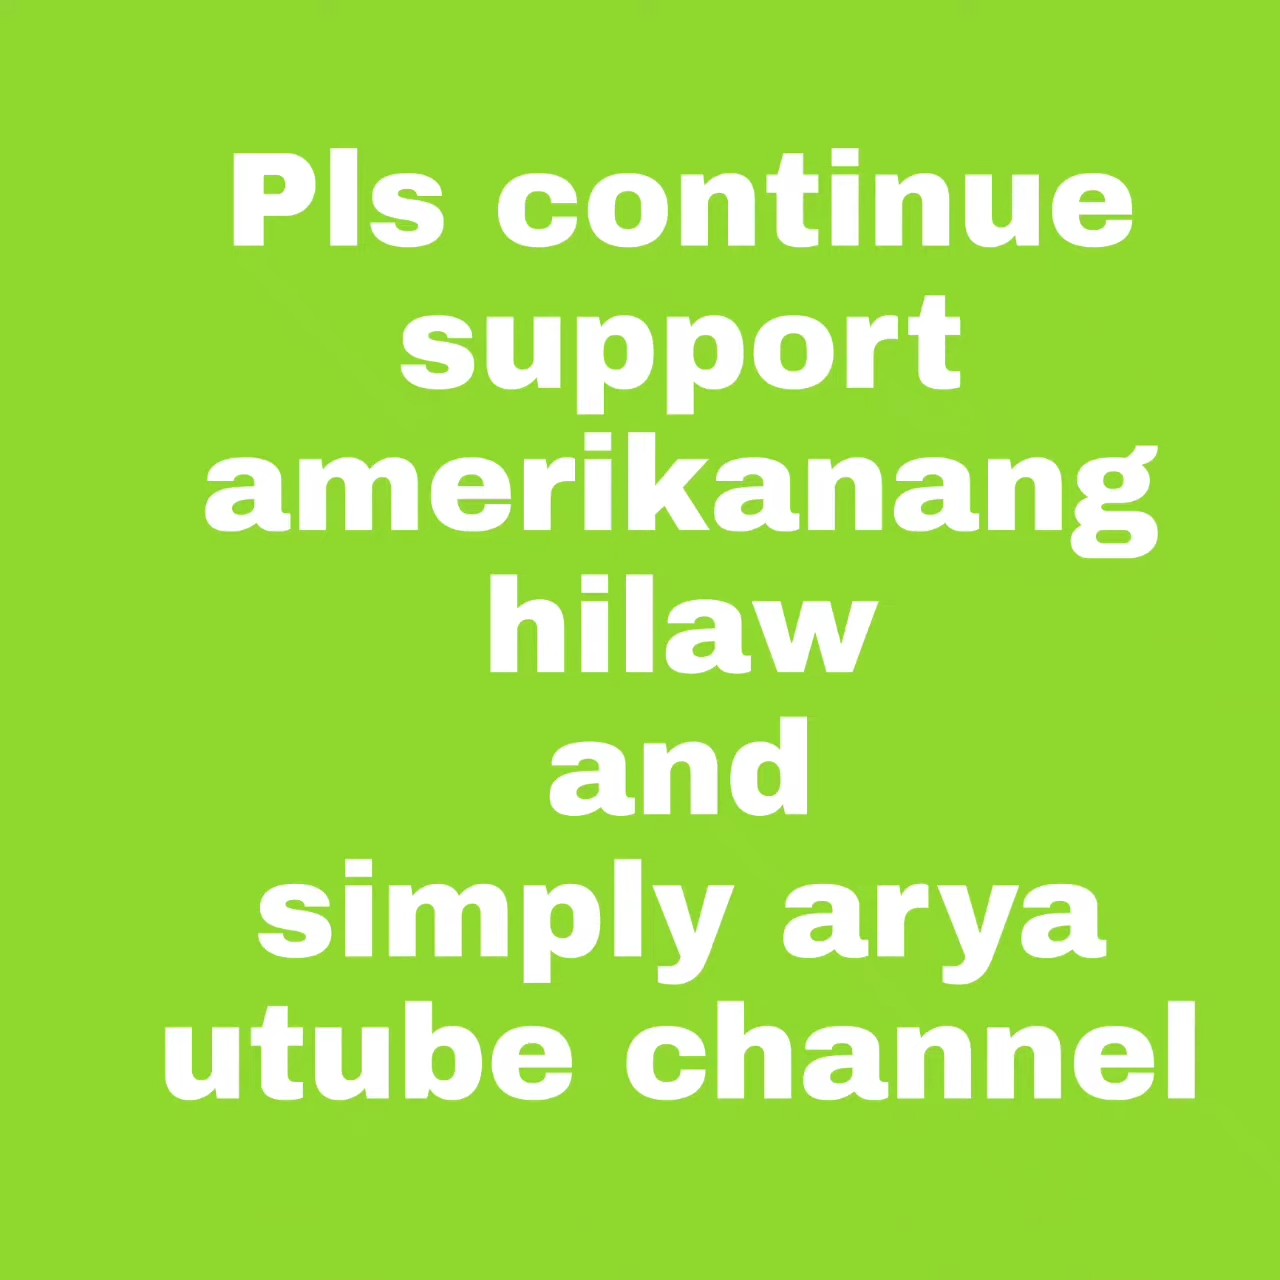 Pls continue
support
amerikanang
hilaw
and
simply arya
utube channel